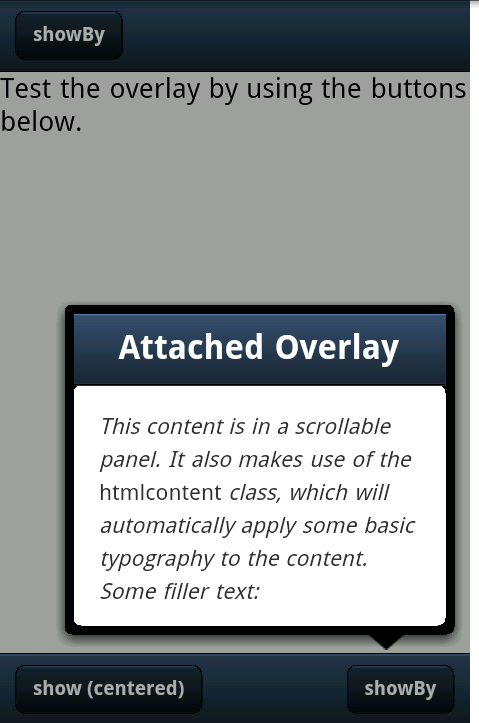 showBy
Test the overlay by using the buttons
below.
Attached Overlay
This content is in a scrollable
panel. It also makes use of the
htmlcontent class, which will
automatically apply some basic
typography to the content.
Some filler text:
show (centered)
showBy